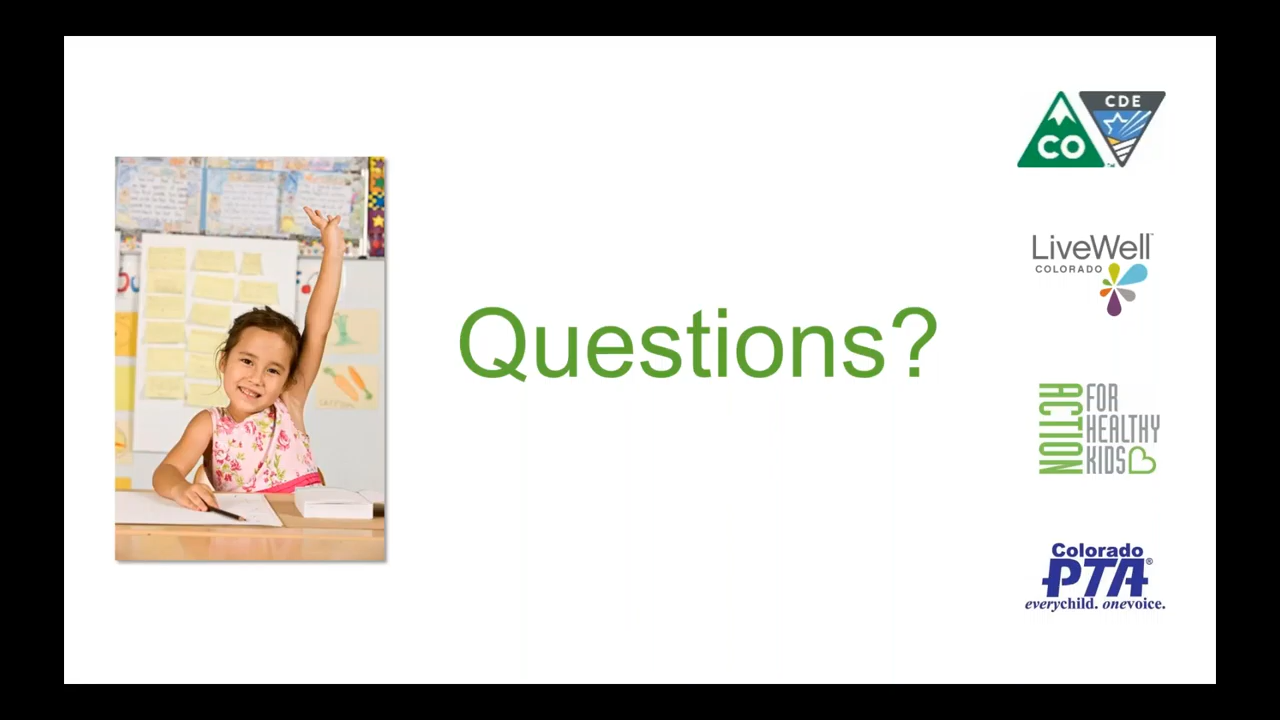 Questions?
CDE
CO
LiveWell
COLORADO
ACTION
FOR
HEALTHY
KIDS
Colorado
PTA®
everychild. onevoice.